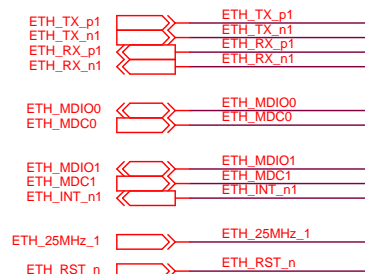 ETH_TX_p1 ETH_TX_p1
ETH_TX_n1 ETH_TX_n1
ETH_RX_p1 ETH_RX_p1
ETH_RX_n1 ETH_RX_n1
ETH_MDIO0 ETH_MDIO0
ETH_MDC0 ETH_MDC0
ETH_MDIO1 ETH_MDIO1
ETH_MDC1 ETH_MDC1
ETH_INT_n1 ETH_INT_n1
ETH_25MHz_1 ETH_25MHz_1
ETH_RST_n ETH_RST_n